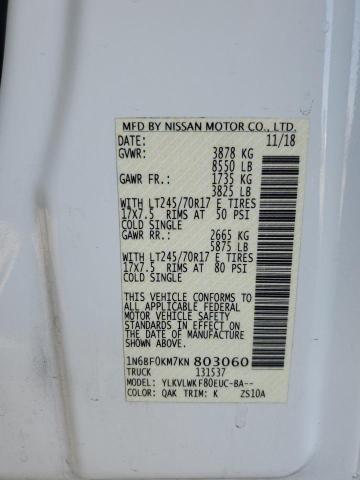 MFD BY NISSAN MOTOR CO., LTD.
DATE: 11/18
GVWR: 3878 KG
8550 LB
GAWR FR.: 1735 KG
3825 LB
WITH LT245/70R17 E TIRES
17X7.5 RIMS AT 50 PSI
COLD SINGLE
GAWR RR.: 2665 KG
5875 LB
WITH LT245/70R17 E TIRES
17X7.5 RIMS AT 80 PSI
COLD SINGLE
THIS VEHICLE CONFORMS TO
ALL APPLICABLE FEDERAL
MOTOR VEHICLE SAFETY
STANDARDS IN EFFECT ON THE
DATE OF MANUFACTURE SHOWN
ABOVE.
1N6BF0KM7KN803060
TRUCK 131537
MODEL: YLKVLWKF80EUC-BA--
COLOR: QAK TRIM: K ZS10A